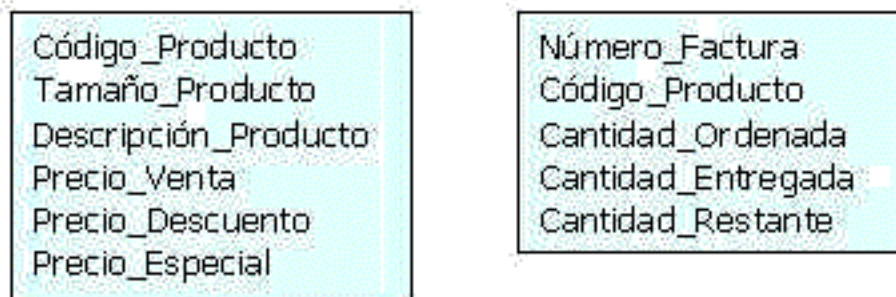 Código_Producto
Tamaño_Producto
Descripción_Producto
Precio_Venta
Precio_Descuento
Precio_Especial
Número_Factura
Código_Producto
Cantidad_Ordenada
Cantidad_Entregada
Cantidad_Restante